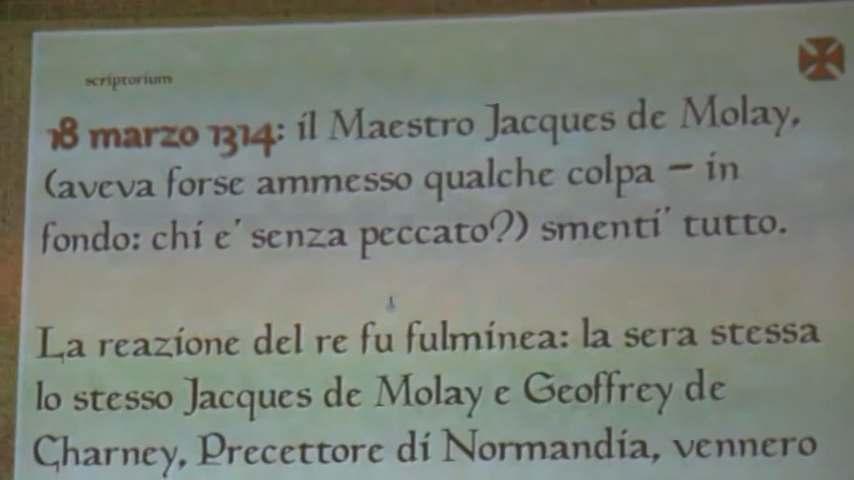 scriptorium
18 marzo 1314: il Maestro Jacques de Molay,
(aveva forse ammesso qualche colpa – in
fondo: chi e' senza peccato?) smenti' tutto.
La reazione del re fu fulminea: la sera stessa
lo stesso Jacques de Molay e Geoffrey de
Charney, Precettore di Normandia, vennero